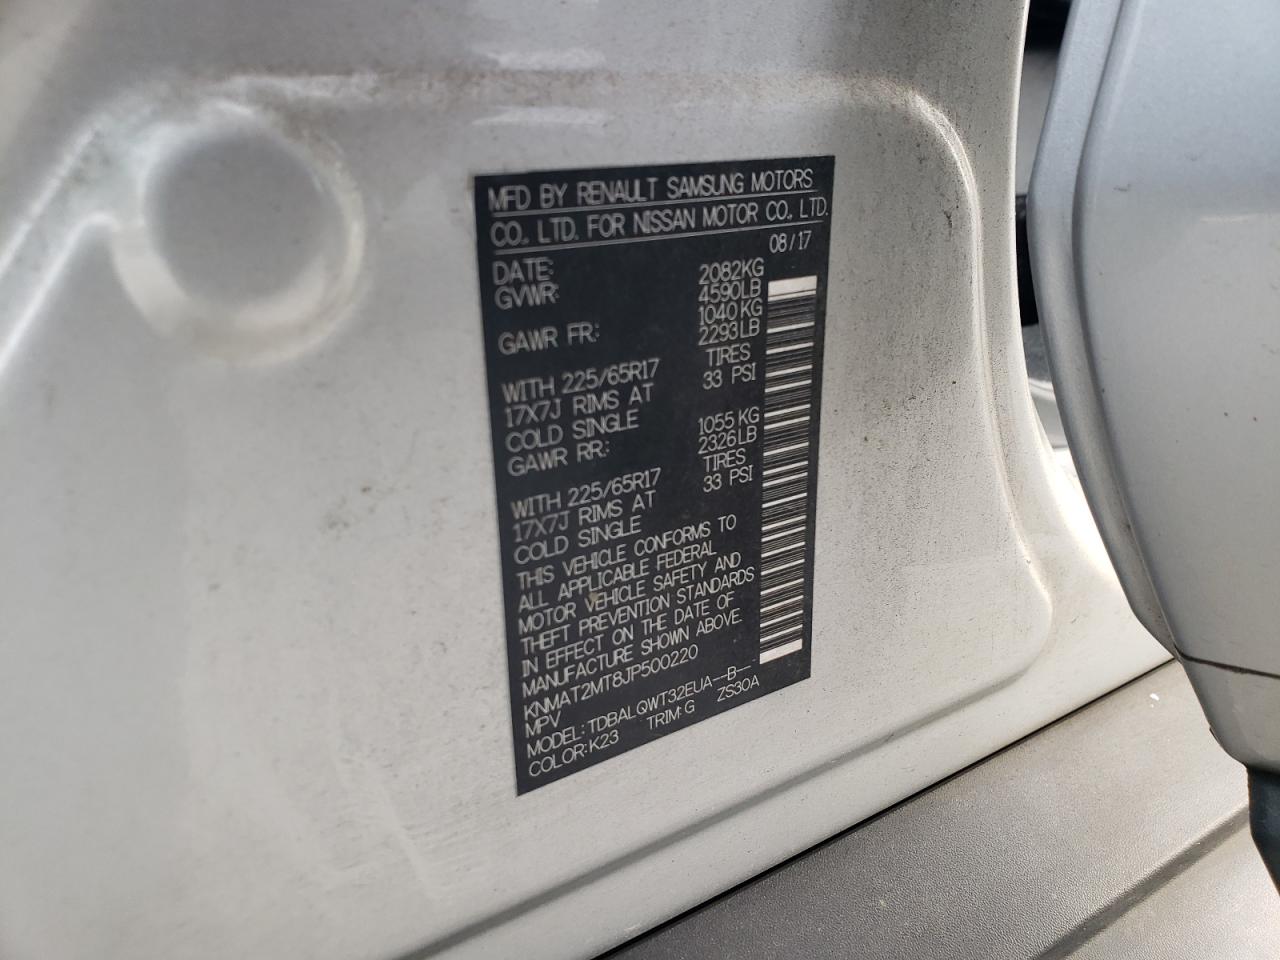 MFD BY RENAULT SAMSUNG MOTORS
CO., LTD. FOR NISSAN MOTOR CO., LTD.
DATE: 08/17
GVWR: 2082KG
4590LB
GAWR FR: 1040KG
2293LB
WITH 225/65R17 TIRES
17X7J RIMS AT 33 PSI
COLD SINGLE
GAWR RR: 1055KG
2326LB
WITH 225/65R17 TIRES
17X7J RIMS AT 33 PSI
COLD SINGLE
THIS VEHICLE CONFORMS TO
ALL APPLICABLE FEDERAL
MOTOR VEHICLE SAFETY AND
THEFT PREVENTION STANDARDS
IN EFFECT ON THE DATE OF
MANUFACTURE SHOWN ABOVE.
KNMAT2MT8JP500220
MPV
MODEL: TDBALQWT32EUA--B--
COLOR: K23 TRIM: G ZS30A